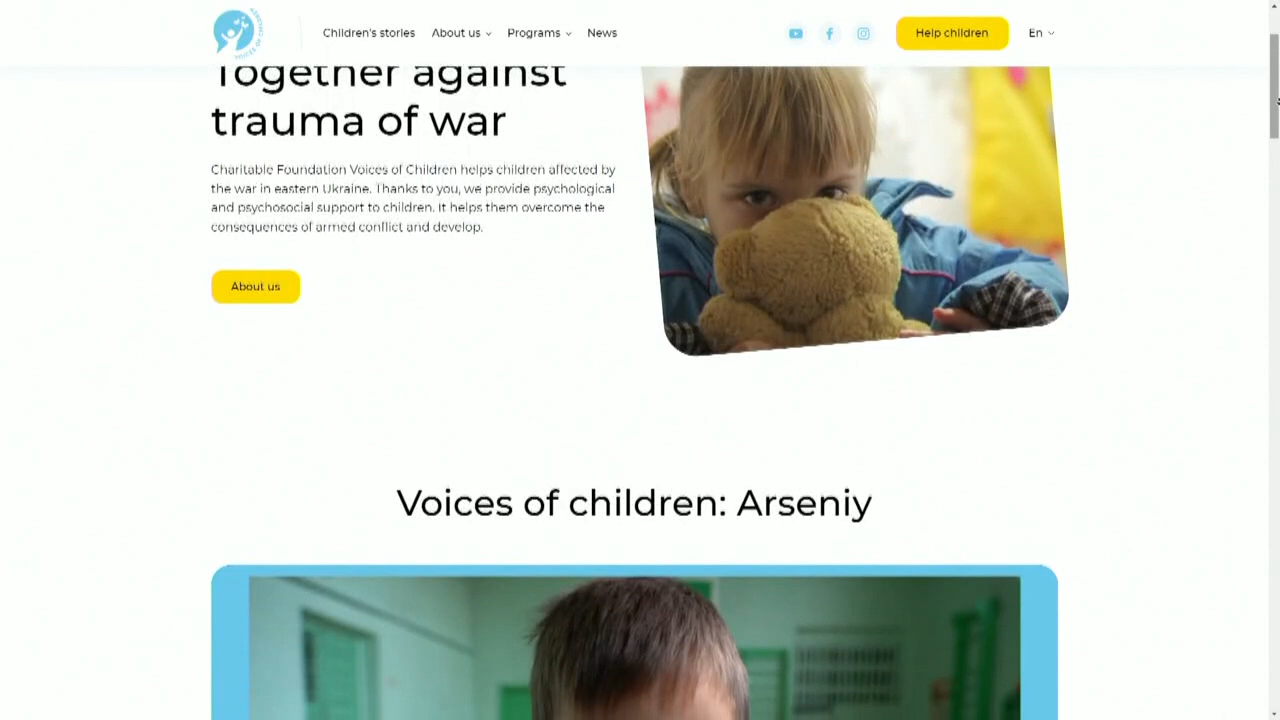 Children's stories
About us
Programs
News
Help children
En
Together against
trauma of war
Charitable Foundation Voices of Children helps children affected by
the war in eastern Ukraine. Thanks to you, we provide psychological
and psychosocial support to children. It helps them overcome the
consequences of armed conflict and develop.
About us
Voices of children: Arseniy